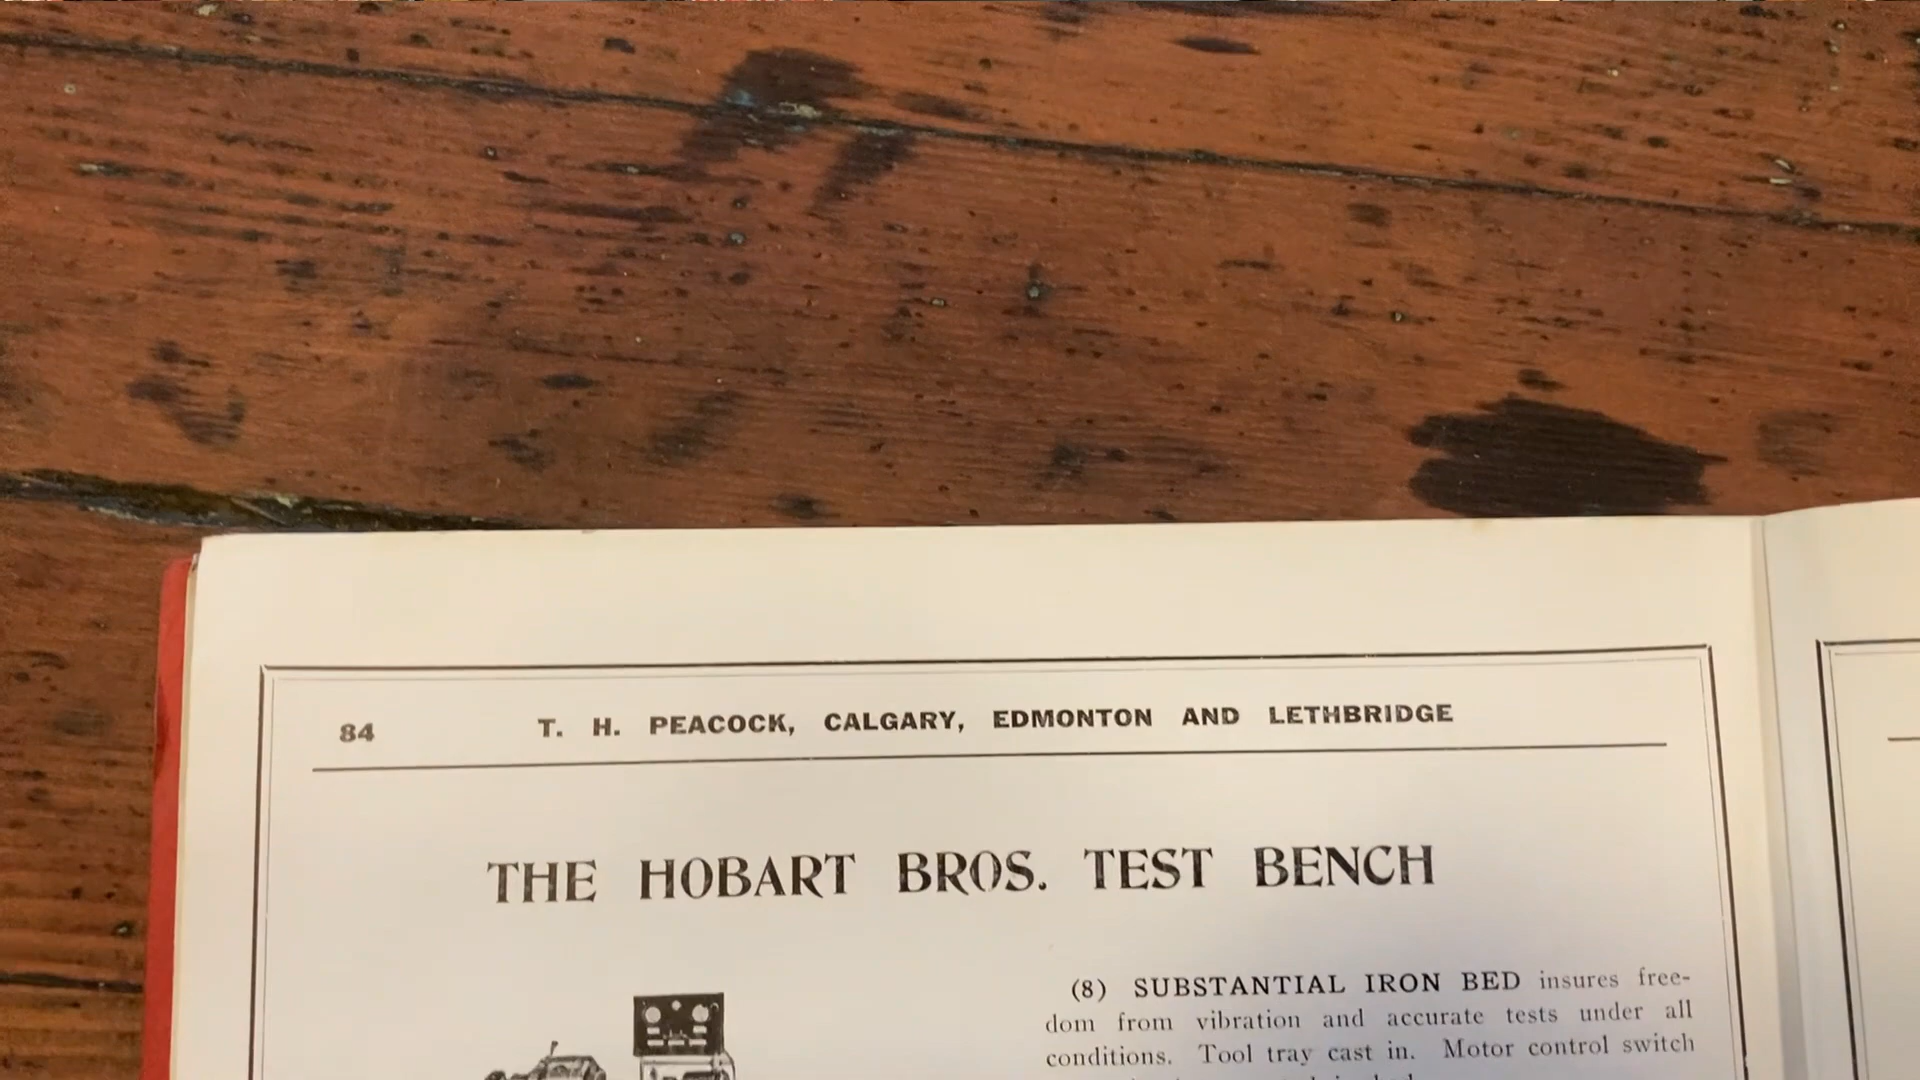 84
T. H. PEACOCK, CALGARY, EDMONTON AND LETHBRIDGE
THE HOBART BROS. TEST BENCH
(8) SUBSTANTIAL IRON BED insures free-
dom from vibration and accurate tests under all
conditions. Tool tray cast in. Motor control switch